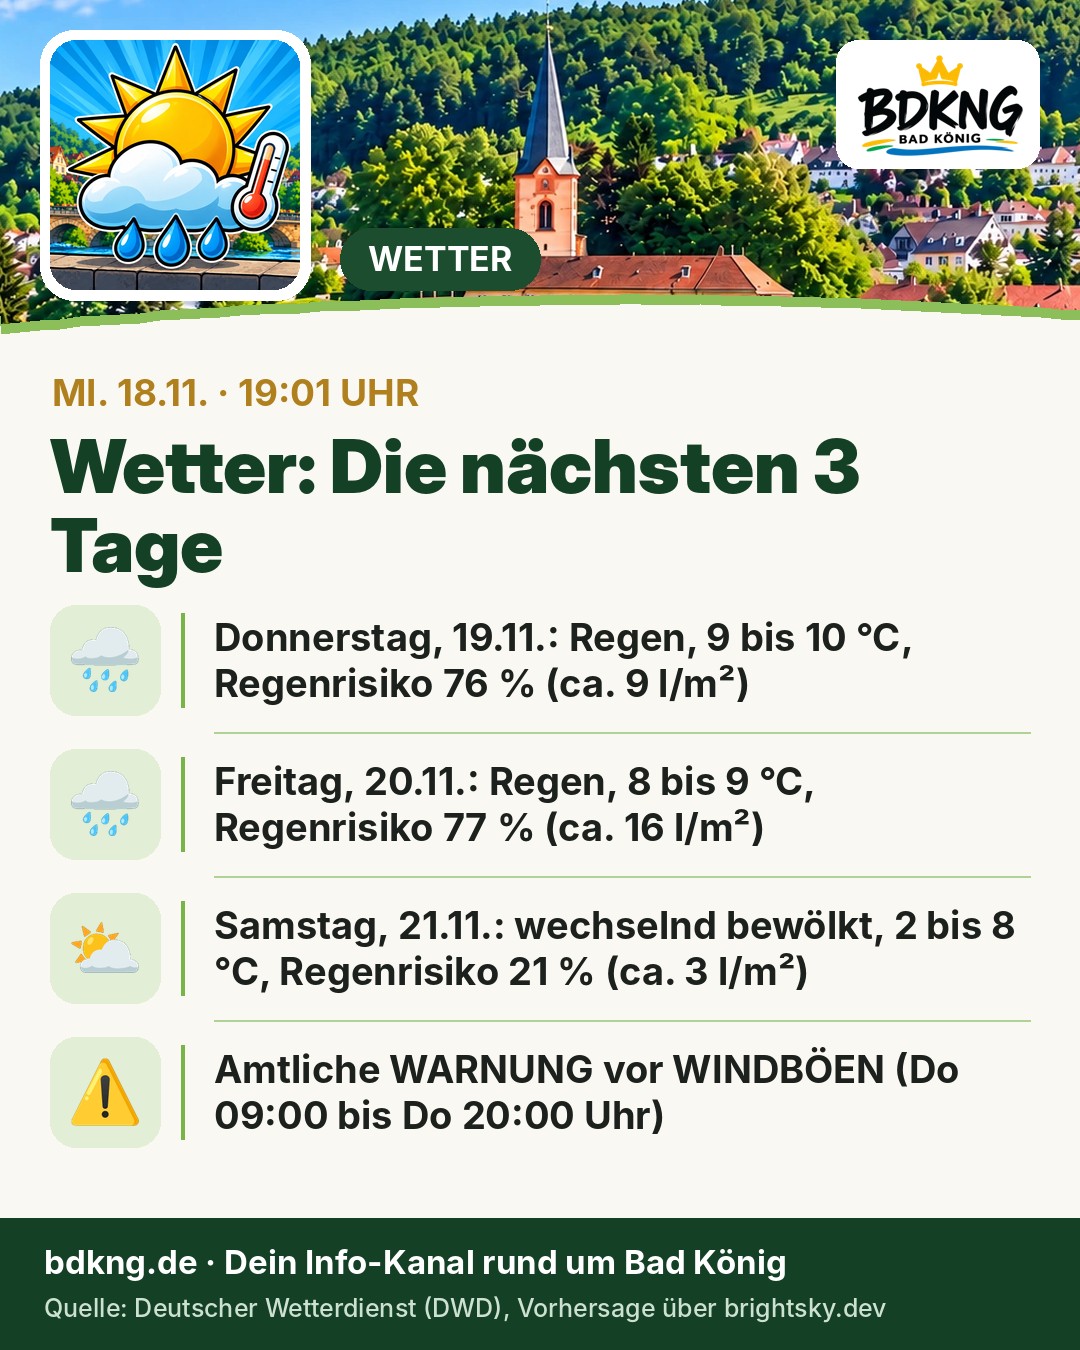 BDKNG
BAD KÖNIG
WETTER
MI. 18.11. · 19:01 UHR
Wetter: Die nächsten 3
Tage
Donnerstag, 19.11.: Regen, 9 bis 10 °C,
Regenrisiko 76 % (ca. 9 l/m²)
Freitag, 20.11.: Regen, 8 bis 9 °C,
Regenrisiko 77 % (ca. 16 l/m²)
Samstag, 21.11.: wechselnd bewölkt, 2 bis 8
°C, Regenrisiko 21 % (ca. 3 l/m²)
Amtliche WARNUNG vor WINDBÖEN (Do
09:00 bis Do 20:00 Uhr)
bdkng.de · Dein Info-Kanal rund um Bad König
Quelle: Deutscher Wetterdienst (DWD), Vorhersage über brightsky.dev